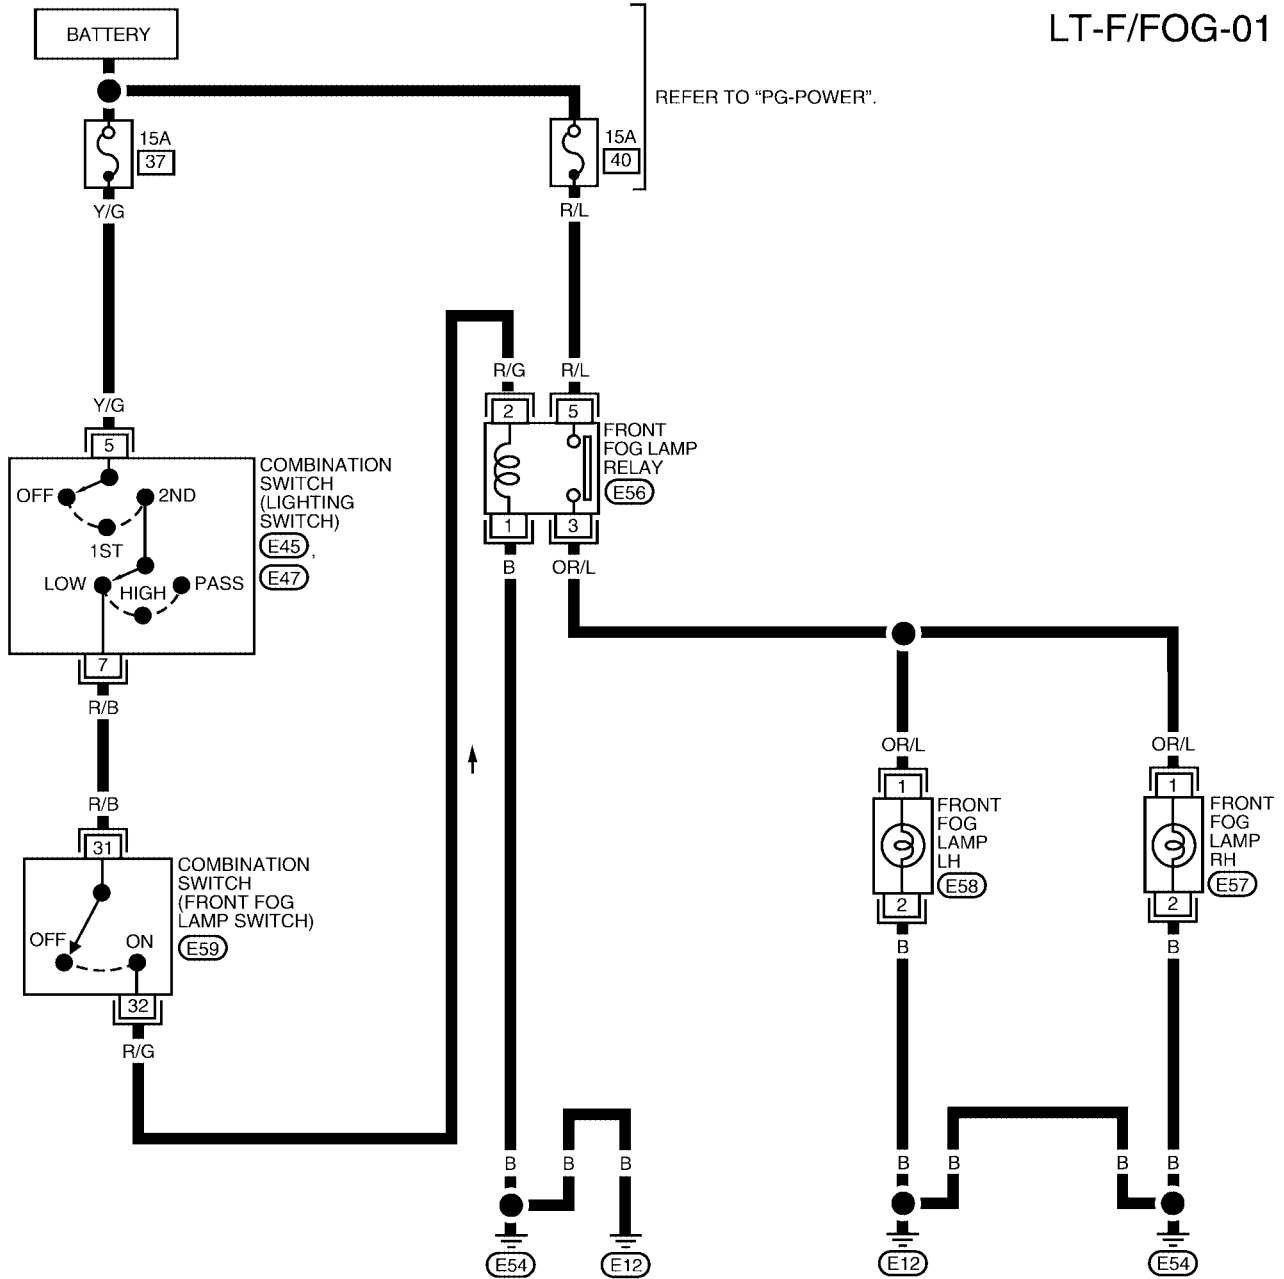 LT-F/FOG-01
BATTERY
REFER TO “PG-POWER”.
15A
37
15A
40
Y/G
R/L
Y/G
R/G
R/L
5
2
5
FRONT
FOG LAMP
RELAY
E56
COMBINATION
SWITCH
(LIGHTING
SWITCH)
E45 ,
E47
OFF
2ND
1ST
LOW
HIGH
PASS
1
3
B
OR/L
7
R/B
R/B
31
COMBINATION
SWITCH
(FRONT FOG
LAMP SWITCH)
E59
OFF
ON
32
R/G
OR/L
OR/L
1
1
FRONT
FOG
LAMP
LH
E58
FRONT
FOG
LAMP
RH
E57
2
2
B
B
B
B
B
B
B
B
B
E54
E12
E12
E54